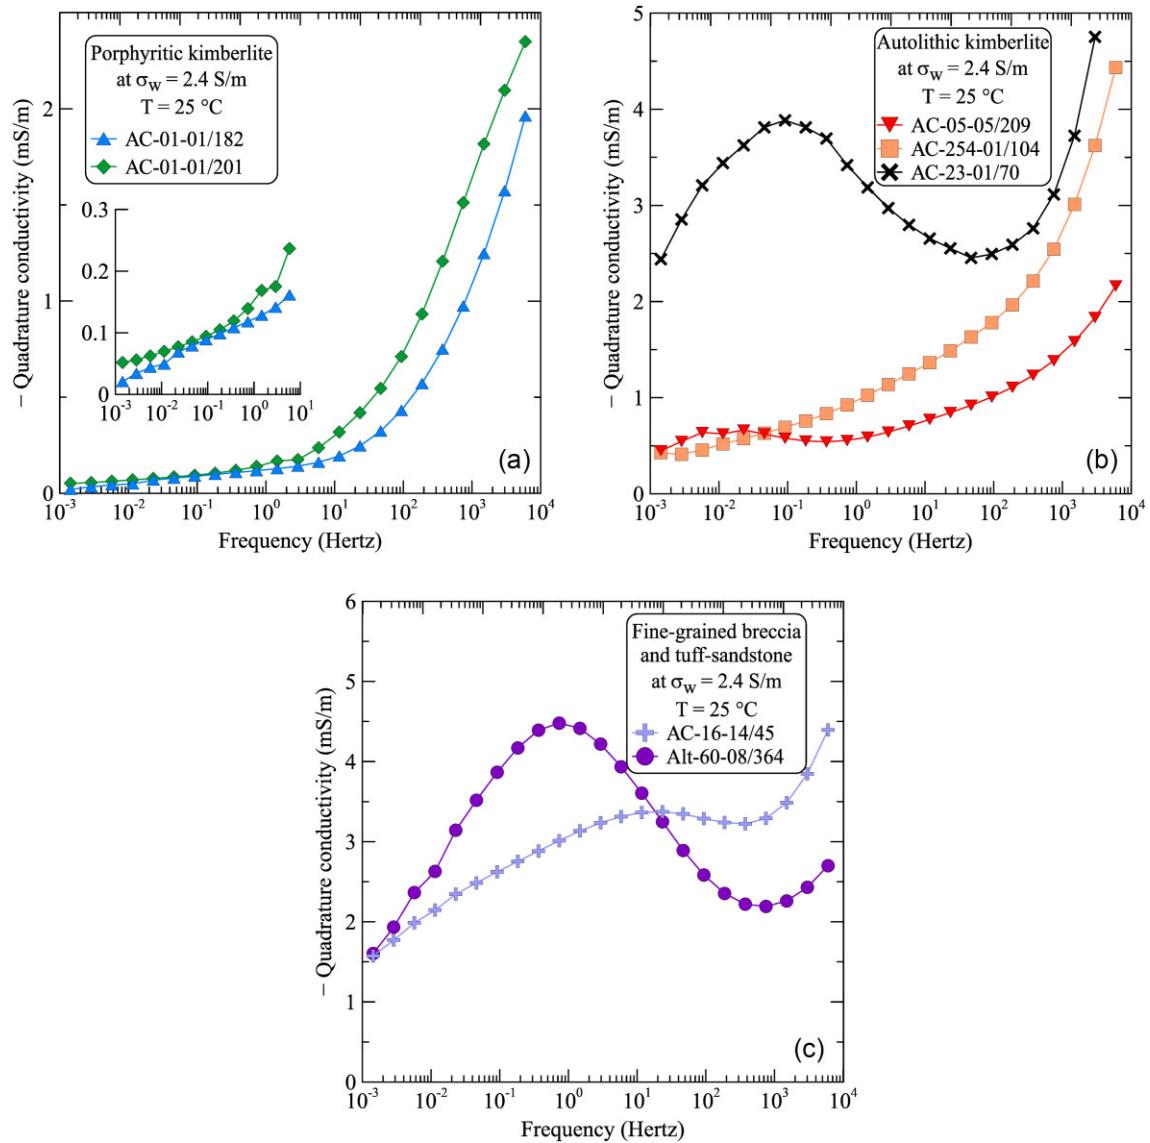 Porphyritic kimberlite
at σw = 2.4 S/m
T = 25 °C
AC-01-01/182
AC-01-01/201
− Quadrature conductivity (mS/m)
2
1
0
0.3
0.2
0.1
0
10-3 10-2 10-1 100 101
(a)
10-3 10-2 10-1 100 101 102 103 104
Frequency (Hertz)
Autolithic kimberlite
at σw = 2.4 S/m
T = 25 °C
AC-05-05/209
AC-254-01/104
AC-23-01/70
− Quadrature conductivity (mS/m)
5
4
3
2
1
0
(b)
10-3 10-2 10-1 100 101 102 103 104
Frequency (Hertz)
Fine-grained breccia
and tuff-sandstone
at σw = 2.4 S/m
T = 25 °C
AC-16-14/45
Alt-60-08/364
− Quadrature conductivity (mS/m)
6
5
4
3
2
1
0
(c)
10-3 10-2 10-1 100 101 102 103 104
Frequency (Hertz)